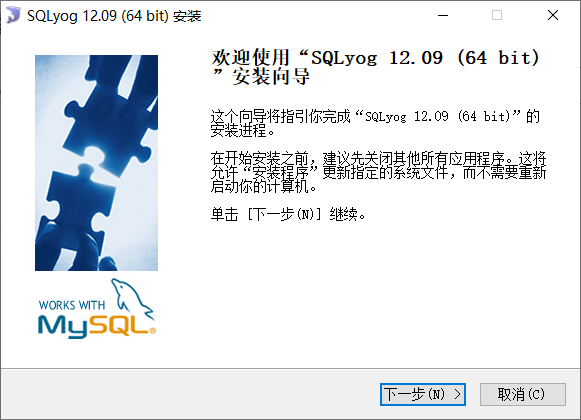 SQLyog 12.09 (64 bit) 安装
欢迎使用“SQLyog 12.09 (64 bit)
”安装向导
这个向导将指引你完成“SQLyog 12.09 (64 bit)”的
安装进程。
在开始安装之前，建议先关闭其他所有应用程序。这将
允许“安装程序”更新指定的系统文件，而不需要重新
启动你的计算机。
单击 [下一步(N)] 继续。
WORKS WITH
MySQL®
下一步(N) >
取消(C)